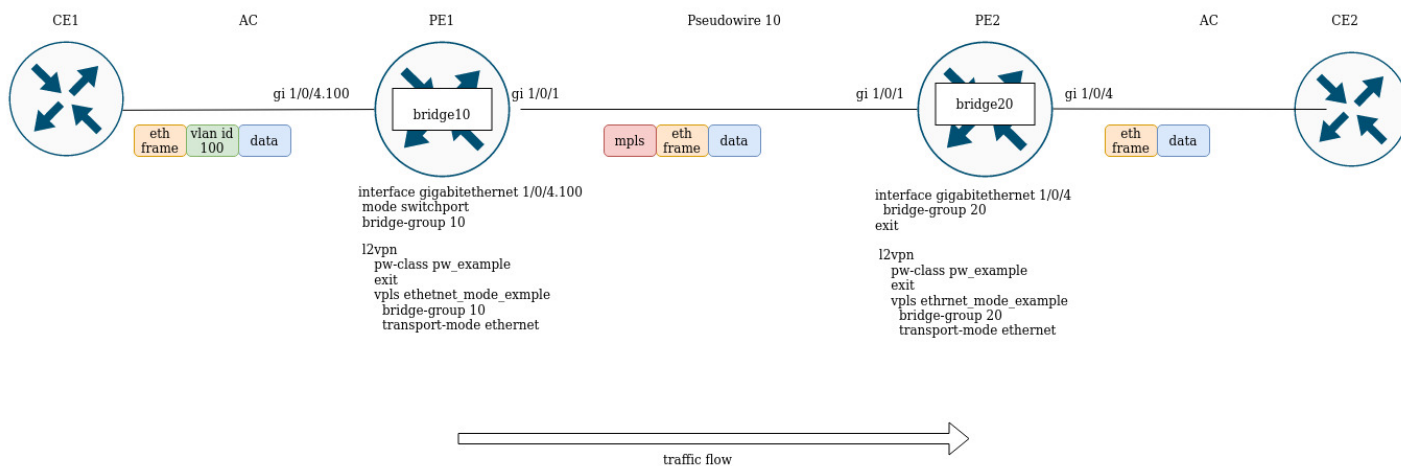 CE1
AC
PE1
Pseudowire 10
PE2
AC
CE2
gi 1/0/4.100
bridge10
gi 1/0/1
gi 1/0/1
bridge20
gi 1/0/4
eth
frame
vlan id
100
data
mpls
eth
frame
data
eth
frame
data
interface gigabitethernet 1/0/4.100
mode switchport
bridge-group 10
l2vpn
pw-class pw_example
exit
vpls ethetnet_mode_exmple
bridge-group 10
transport-mode ethernet
interface gigabitethernet 1/0/4
bridge-group 20
exit
l2vpn
pw-class pw_example
exit
vpls ethrnet_mode_example
bridge-group 20
transport-mode ethernet
traffic flow